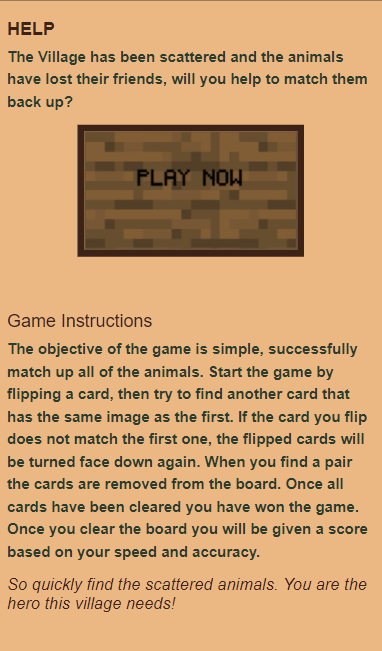 HELP
The Village has been scattered and the animals
have lost their friends, will you help to match them
back up?
PLAY NOW
Game Instructions
The objective of the game is simple, successfully
match up all of the animals. Start the game by
flipping a card, then try to find another card that
has the same image as the first. If the card you flip
does not match the first one, the flipped cards will
be turned face down again. When you find a pair
the cards are removed from the board. Once all
cards have been cleared you have won the game.
Once you clear the board you will be given a score
based on your speed and accuracy.
So quickly find the scattered animals. You are the
hero this village needs!